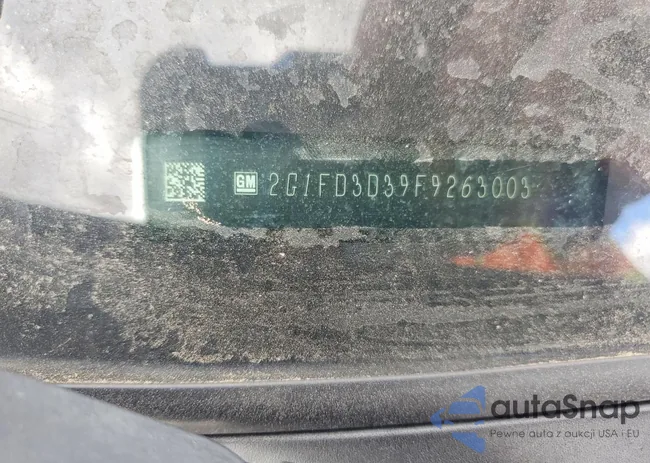 GM 2G1FD3D39F9263003
autaSnap
Pewne auta z aukcji USA i EU